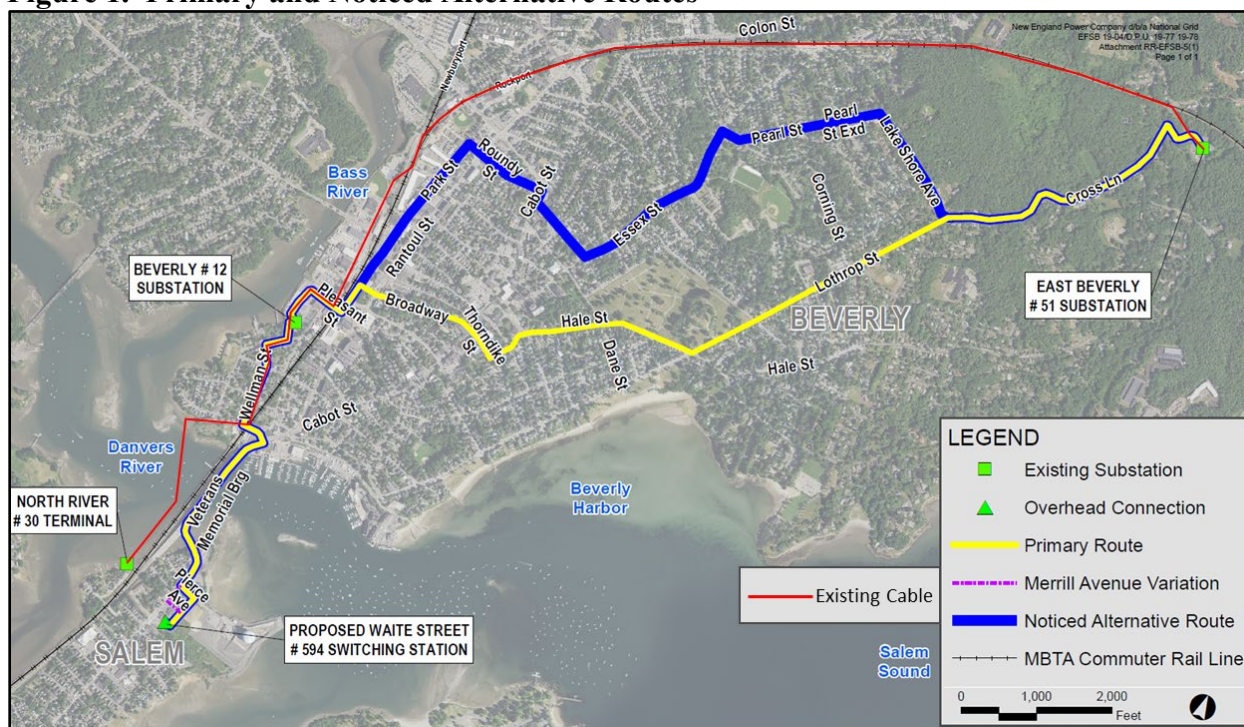 Figure 1. Primary and Noticed Alternative Routes
New England Power Company d/b/a National Grid
EFSB 19-04/D.P.U. 19-77 19-78
Attachment RR-EFSB-5(1)
Page 1 of 1
Colon St
Newburyport
Rockport
Bass
River
Park St
Roundy
St
Cabot St
Rantoul St
Essex St
Pearl St
Pearl
St Exd
Lake Shore Ave
Corning St
Cross Ln
Lothrop St
BEVERLY # 12
SUBSTATION
Pleasant
St
Broadway
Thorndike
St
Hale St
Dane St
Hale St
BEVERLY
EAST BEVERLY
# 51 SUBSTATION
Wellman St
Cabot St
Danvers
River
Veterans
Memorial Brg
NORTH RIVER
# 30 TERMINAL
Beverly
Harbor
Pierce
Ave
SALEM
PROPOSED WAITE STREET
# 594 SWITCHING STATION
Existing Cable
Salem
Sound
LEGEND
Existing Substation
Overhead Connection
Primary Route
Merrill Avenue Variation
Noticed Alternative Route
MBTA Commuter Rail Line
0 1,000 2,000
Feet